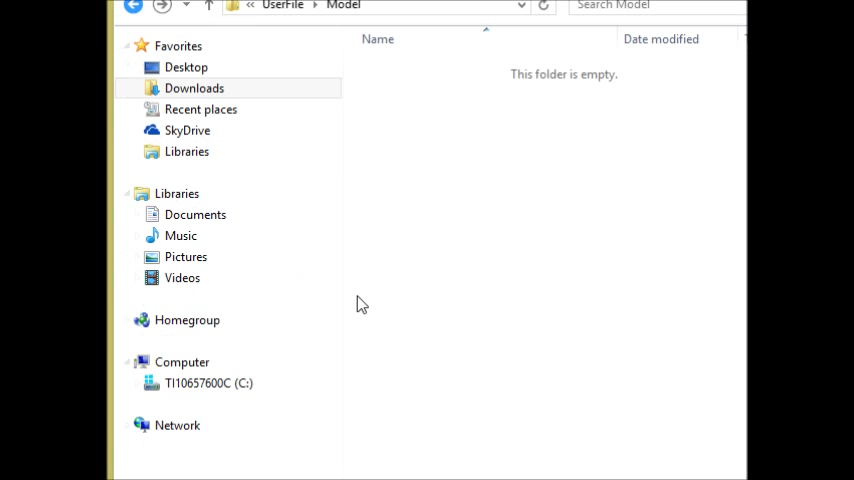 UserFile Model
Search Model
Name
Date modified
This folder is empty.
Favorites
Desktop
Downloads
Recent places
SkyDrive
Libraries
Libraries
Documents
Music
Pictures
Videos
Homegroup
Computer
TI10657600C (C:)
Network